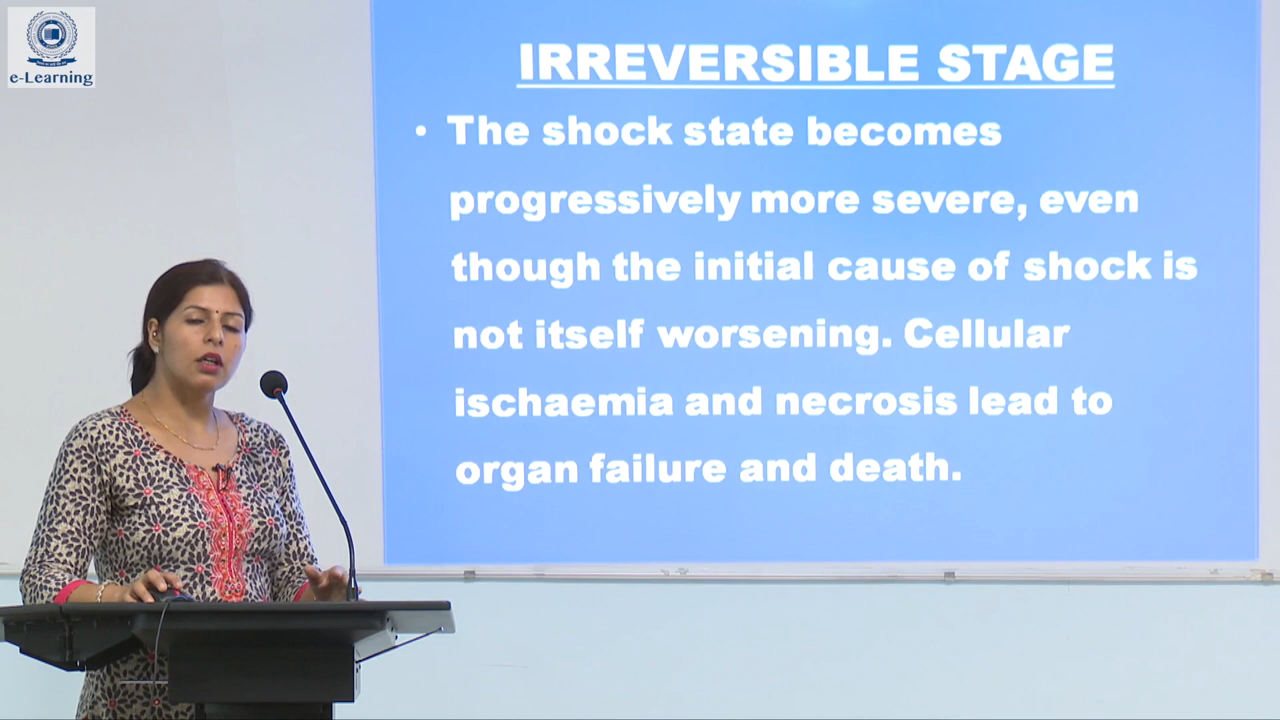 e-Learning
IRREVERSIBLE STAGE
• The shock state becomes
progressively more severe, even
though the initial cause of shock is
not itself worsening. Cellular
ischaemia and necrosis lead to
organ failure and death.